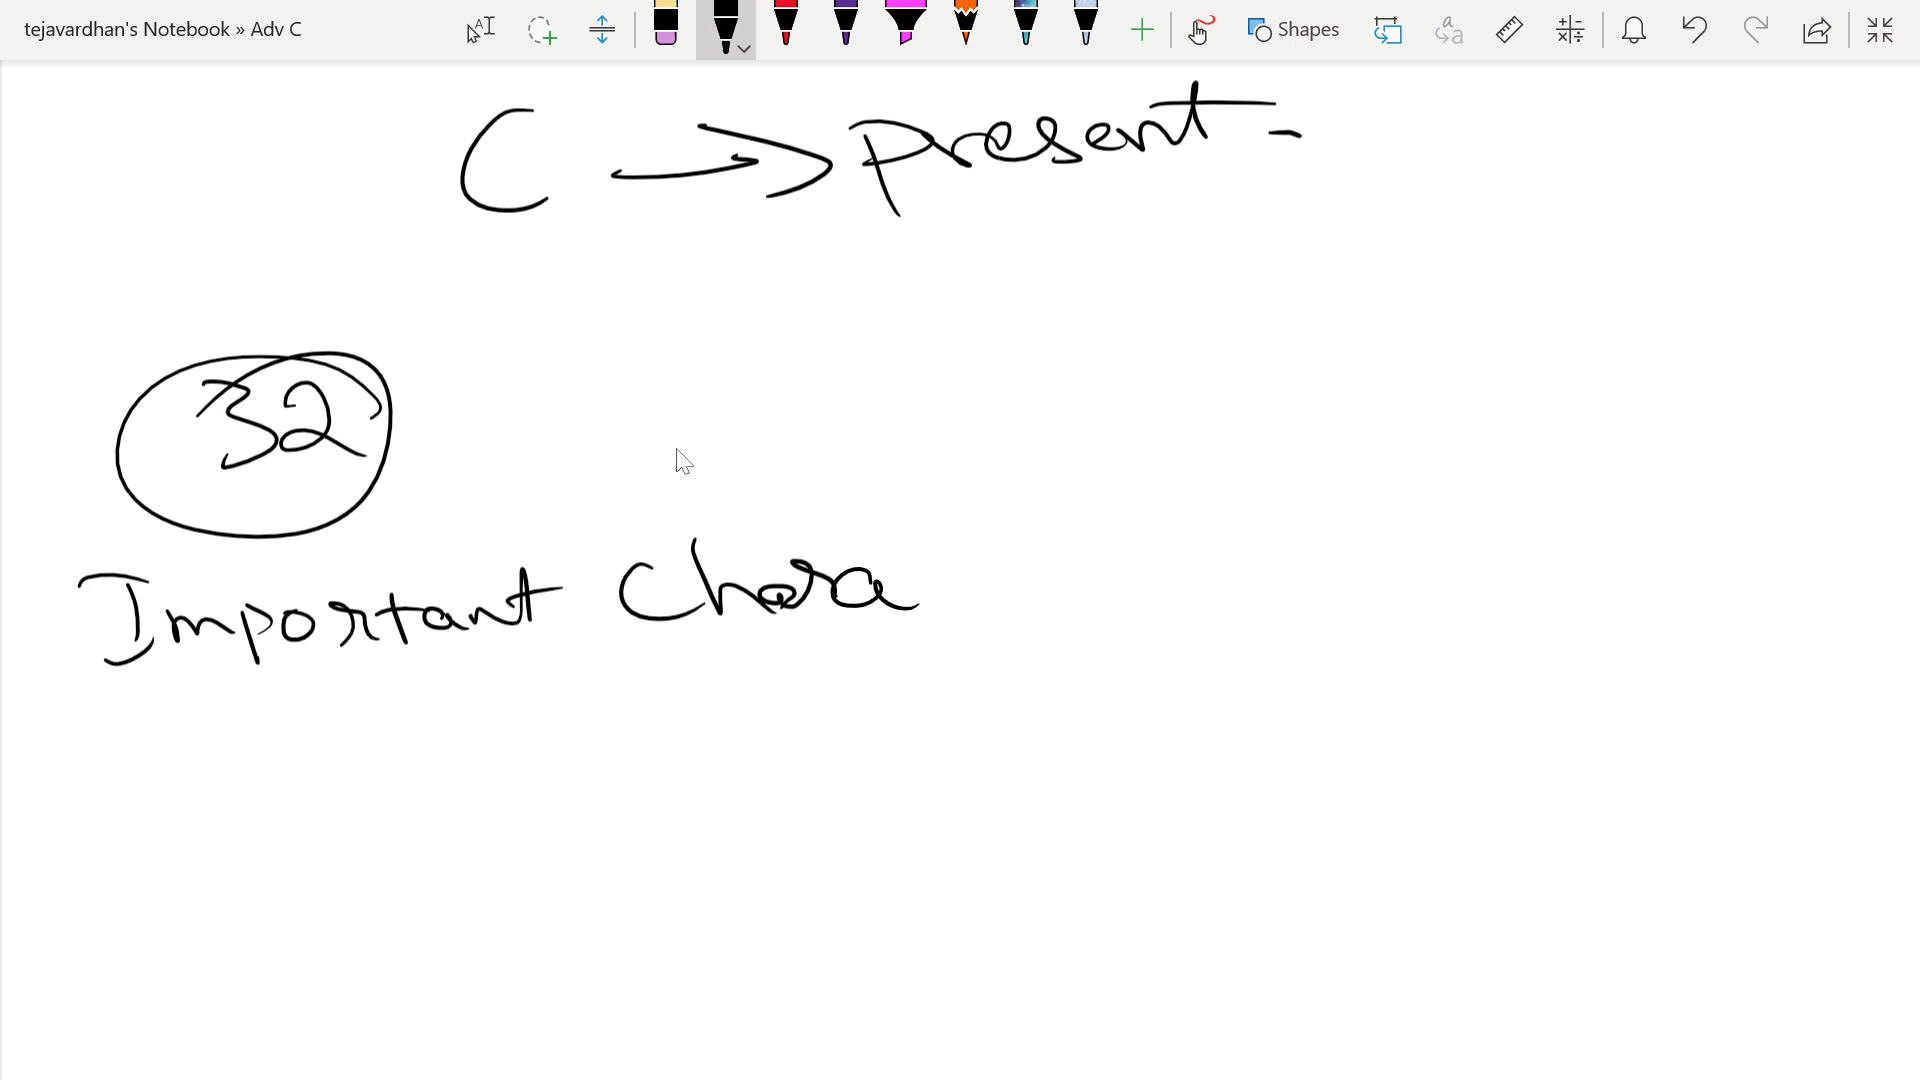 tejavardhan's Notebook » Adv C
Shapes
C → present -
32
Important Chara